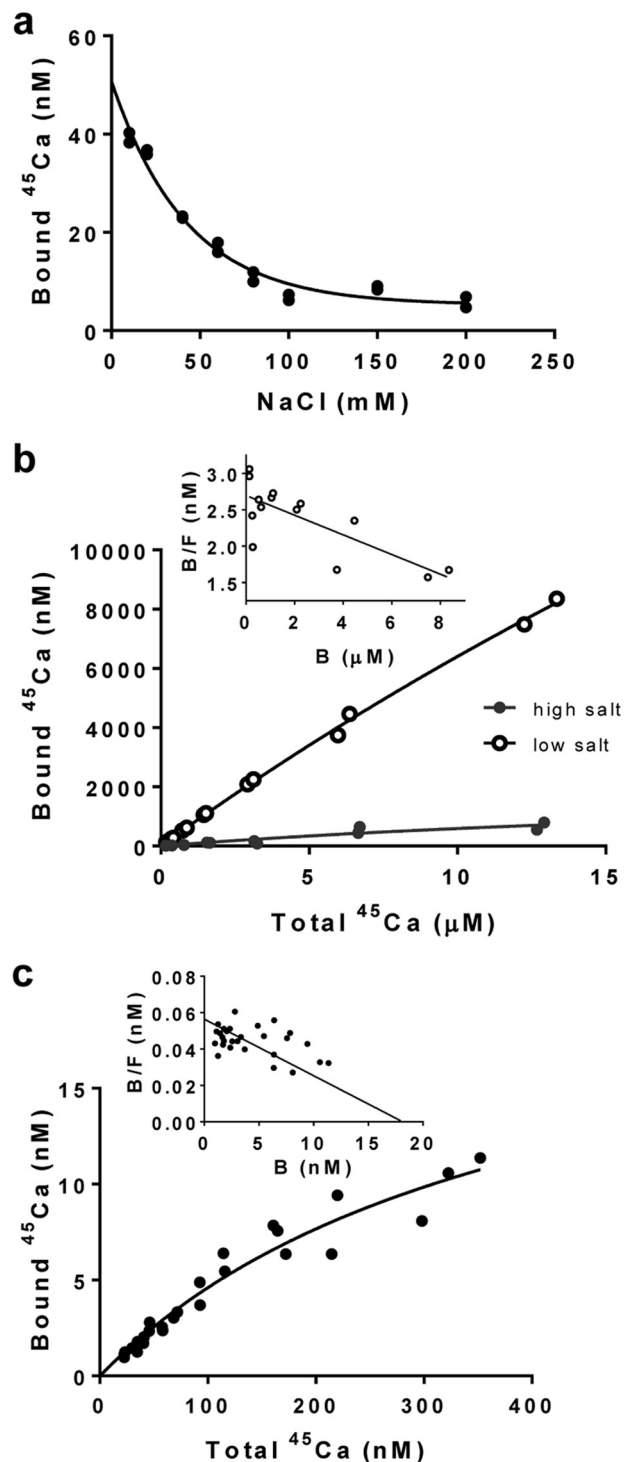 a
60
40
20
0
Bound ⁴⁵Ca (nM)
0 50 100 150 200 250
NaCl (mM)
b
3.0
2.5
2.0
1.5
B/F (nM)
0 2 4 6 8
B (μM)
10000
8000
6000
4000
2000
0
Bound ⁴⁵Ca (nM)
high salt
low salt
0 5 10 15
Total ⁴⁵Ca (μM)
c
0.08
0.06
0.04
0.02
0.00
B/F (nM)
0 5 10 15 20
B (nM)
15
10
5
0
Bound ⁴⁵Ca (nM)
0 100 200 300 400
Total ⁴⁵Ca (nM)